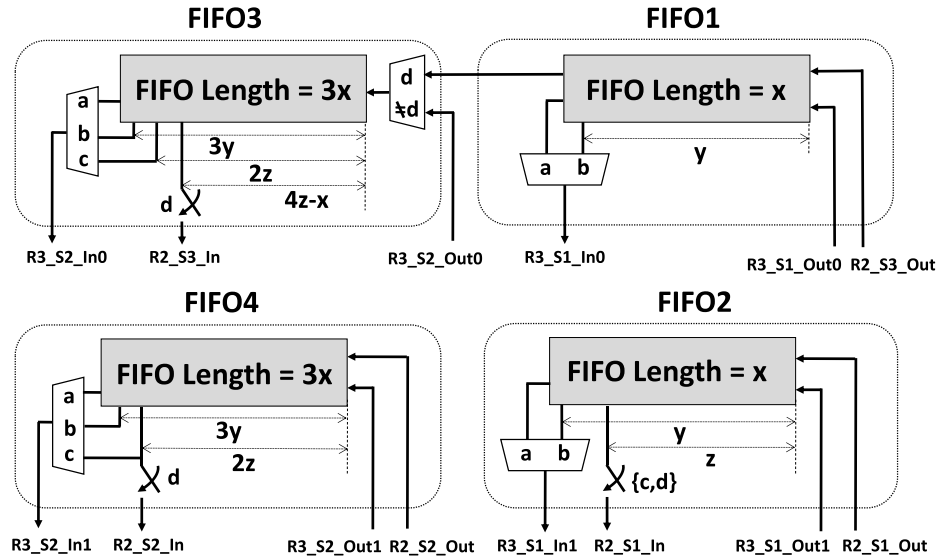 FIFO3
FIFO1
a
b
c
FIFO Length = 3x
d
≠d
FIFO Length = x
3y
2z
4z-x
d
a b
y
R3_S2_In0
R2_S3_In
R3_S2_Out0
R3_S1_In0
R3_S1_Out0
R2_S3_Out
FIFO4
FIFO2
a
b
c
FIFO Length = 3x
FIFO Length = x
3y
2z
d
a b
y
z
{c,d}
R3_S2_In1
R2_S2_In
R3_S2_Out1
R2_S2_Out
R3_S1_In1
R2_S1_In
R3_S1_Out1
R2_S1_Out